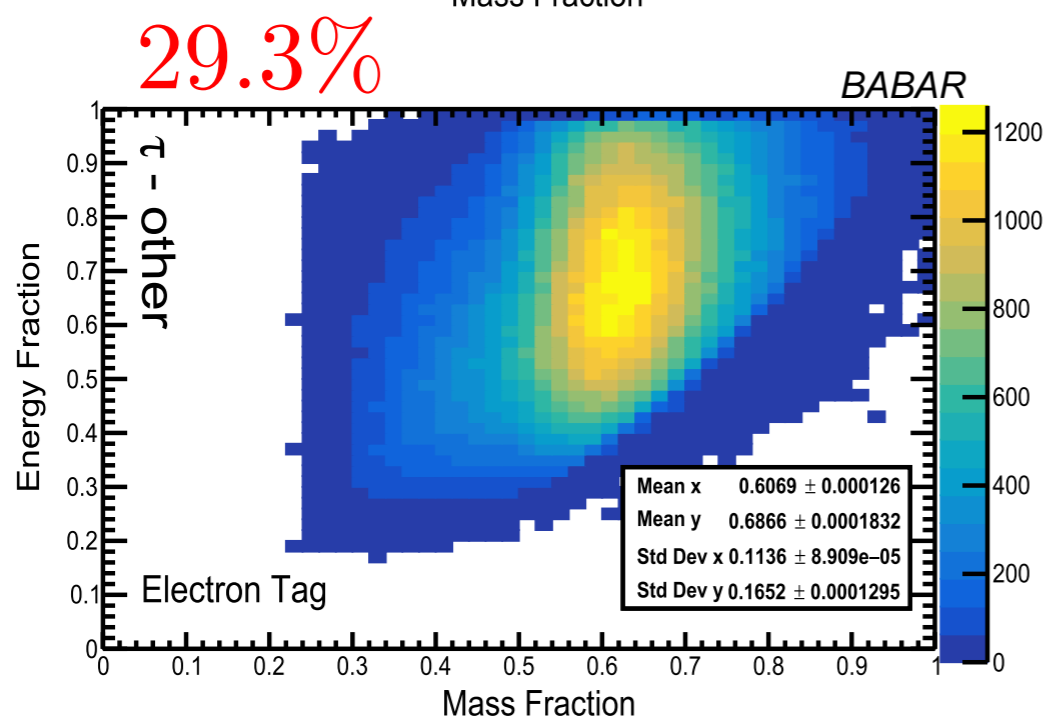 Mass Fraction
29.3%
BABAR
τ - other
Energy Fraction
1
0.9
0.8
0.7
0.6
0.5
0.4
0.3
0.2
0.1
0
1200
1000
800
600
400
200
0
Mean x 0.6069 ± 0.000126
Mean y 0.6866 ± 0.0001832
Std Dev x 0.1136 ± 8.909e−05
Std Dev y 0.1652 ± 0.0001295
Electron Tag
0 0.1 0.2 0.3 0.4 0.5 0.6 0.7 0.8 0.9 1
Mass Fraction